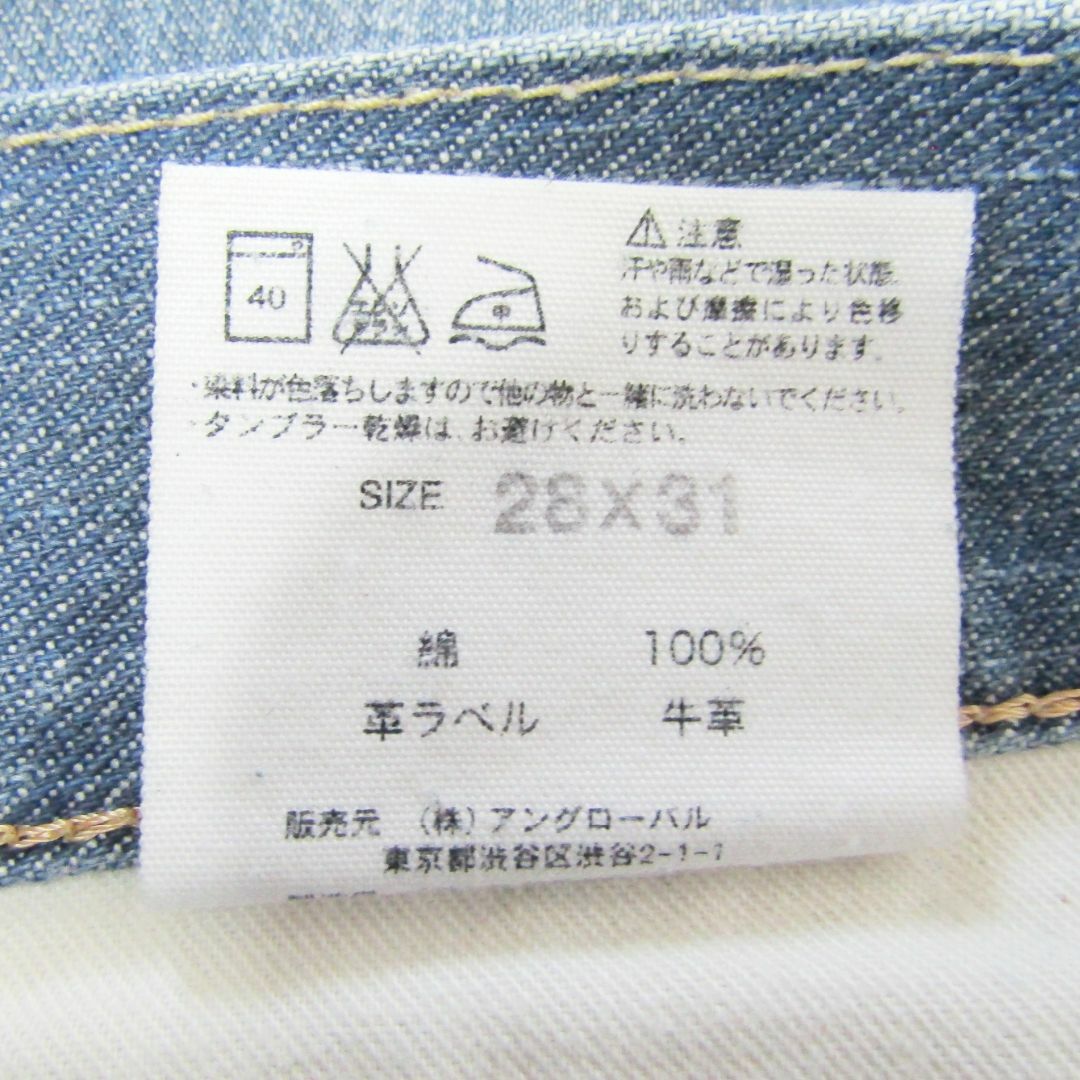 40
中
⚠ 注意
汗や雨などで湿った状態、
および摩擦により色移
りすることがあります。
・染料が色落ちしますので他の物と一緒に洗わないでください。
・タンブラー乾燥は、お避けください。
SIZE 28×31
綿 100%
革ラベル 牛革
販売元 (株)アングローバル
東京都渋谷区渋谷2-1-1